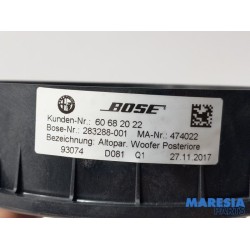 BOSE
Kunden-Nr.: 60 68 20 22
Bose-Nr.: 283288-001 MA-Nr.: 474022
Bezeichnung: Altopar. Woofer Posteriore
93074 D081 Q1 27.11.2017
MARESIA
PARTS